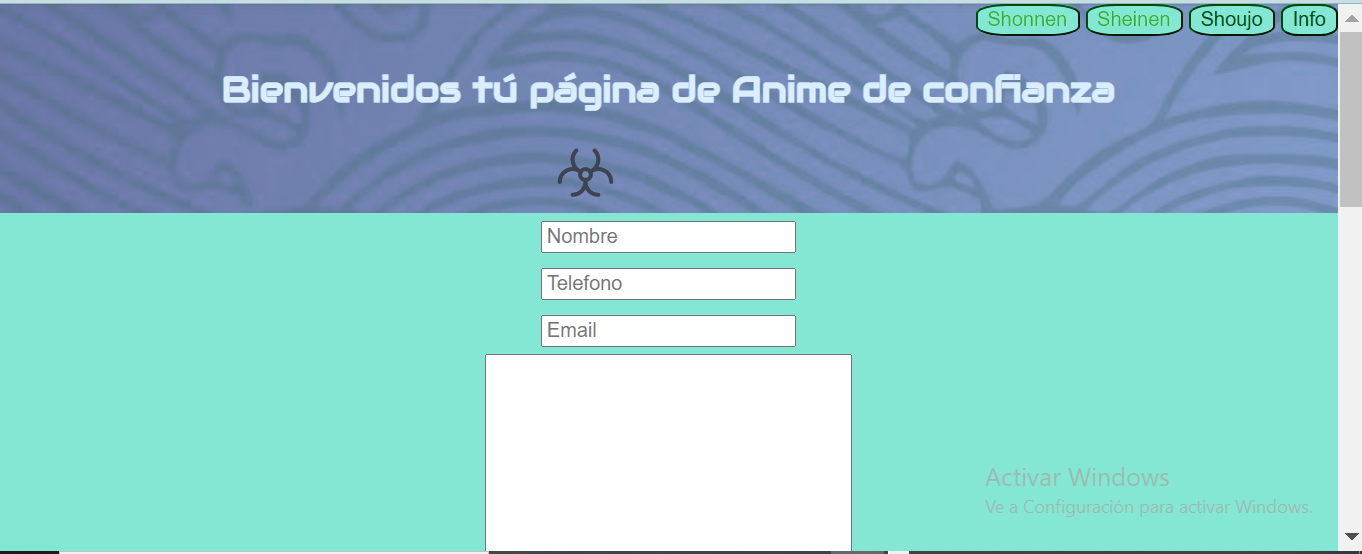 Shonnen Sheinen Shoujo Info
Bienvenidos tú página de Anime de confianza
Nombre
Telefono
Email
Activar Windows
Ve a Configuración para activar Windows.